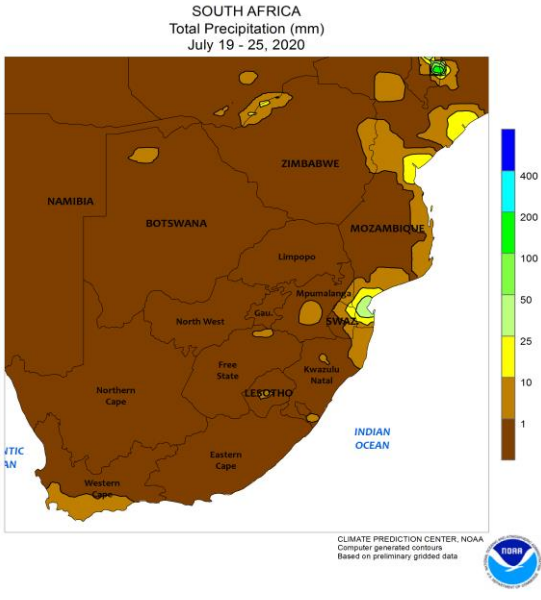 SOUTH AFRICA
Total Precipitation (mm)
July 19 - 25, 2020
ZIMBABWE
NAMIBIA
BOTSWANA
MOZAMBIQUE
Limpopo
Mpumalanga
Gau.
North West
SWAZ.
Free
State
Kwazulu
Natal
LESOTHO
Northern
Cape
Eastern
Cape
Western
Cape
NTIC
AN
INDIAN
OCEAN
400
200
100
50
25
10
1
CLIMATE PREDICTION CENTER, NOAA
Computer generated contours
Based on preliminary gridded data
NOAA